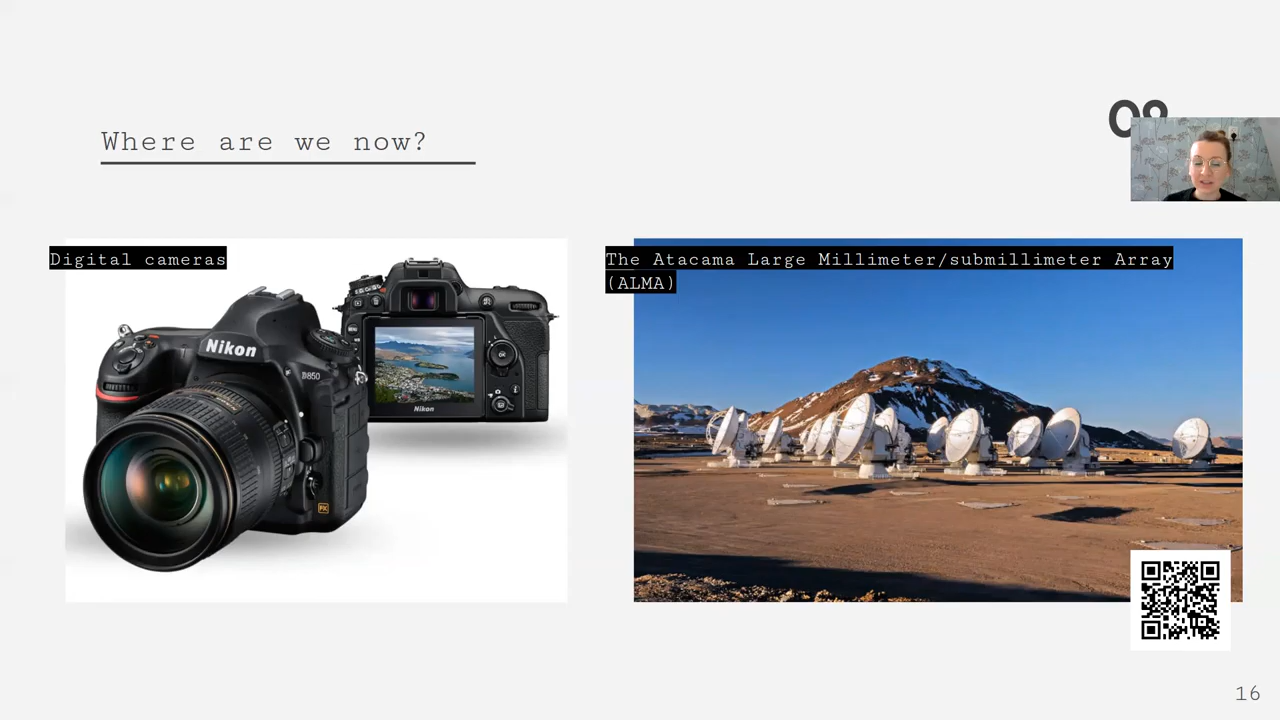 Where are we now?
Digital cameras
Nikon
D850
Nikon
The Atacama Large Millimeter/submillimeter Array
(ALMA)
16